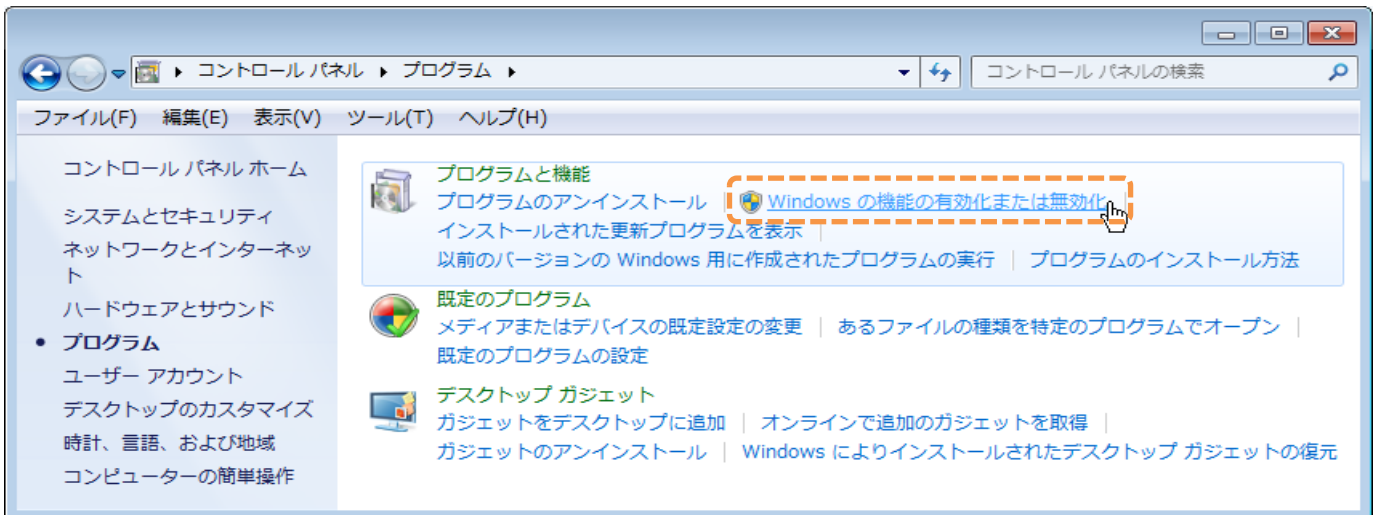 コントロール パネル ▸ プログラム ▸
コントロール パネルの検索
ファイル(F) 編集(E) 表示(V) ツール(T) ヘルプ(H)
コントロール パネル ホーム
システムとセキュリティ
ネットワークとインターネッ
ト
ハードウェアとサウンド
• プログラム
ユーザー アカウント
デスクトップのカスタマイズ
時計、言語、および地域
コンピューターの簡単操作
プログラムと機能
プログラムのアンインストール | Windows の機能の有効化または無効化
インストールされた更新プログラムを表示 |
以前のバージョンの Windows 用に作成されたプログラムの実行 | プログラムのインストール方法
既定のプログラム
メディアまたはデバイスの既定設定の変更 | あるファイルの種類を特定のプログラムでオープン |
既定のプログラムの設定
デスクトップ ガジェット
ガジェットをデスクトップに追加 | オンラインで追加のガジェットを取得 |
ガジェットのアンインストール | Windows によりインストールされたデスクトップ ガジェットの復元